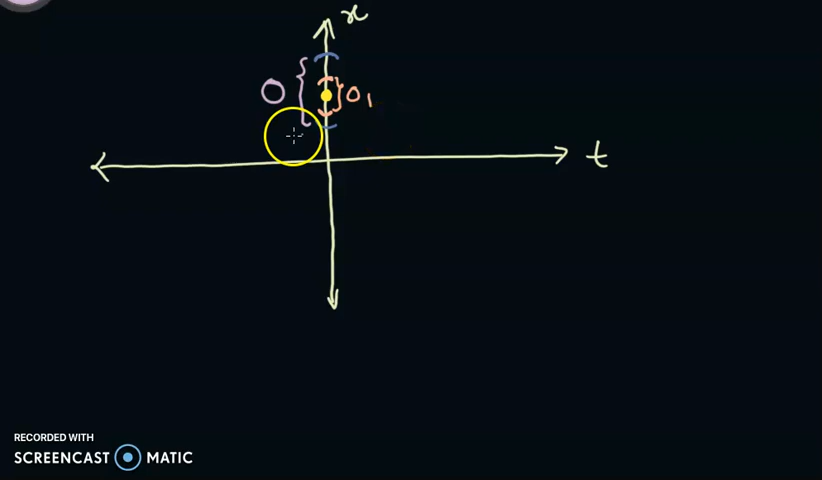 x
O { } O1
t
RECORDED WITH
SCREENCAST MATIC